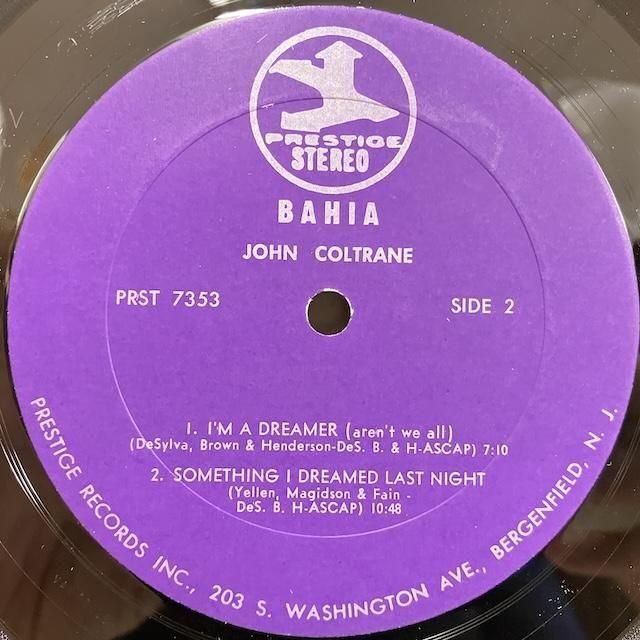 PRESTIGE
STEREO
BAHIA
JOHN COLTRANE
PRST 7353
SIDE 2
1. I'M A DREAMER (aren't we all)
(DeSylva, Brown & Henderson-DeS. B. & H-ASCAP) 7:10
2. SOMETHING I DREAMED LAST NIGHT
(Yellen, Magidson & Fain -
DeS. B. H-ASCAP) 10:48
PRESTIGE RECORDS INC., 203 S. WASHINGTON AVE., BERGENFIELD, N. J.